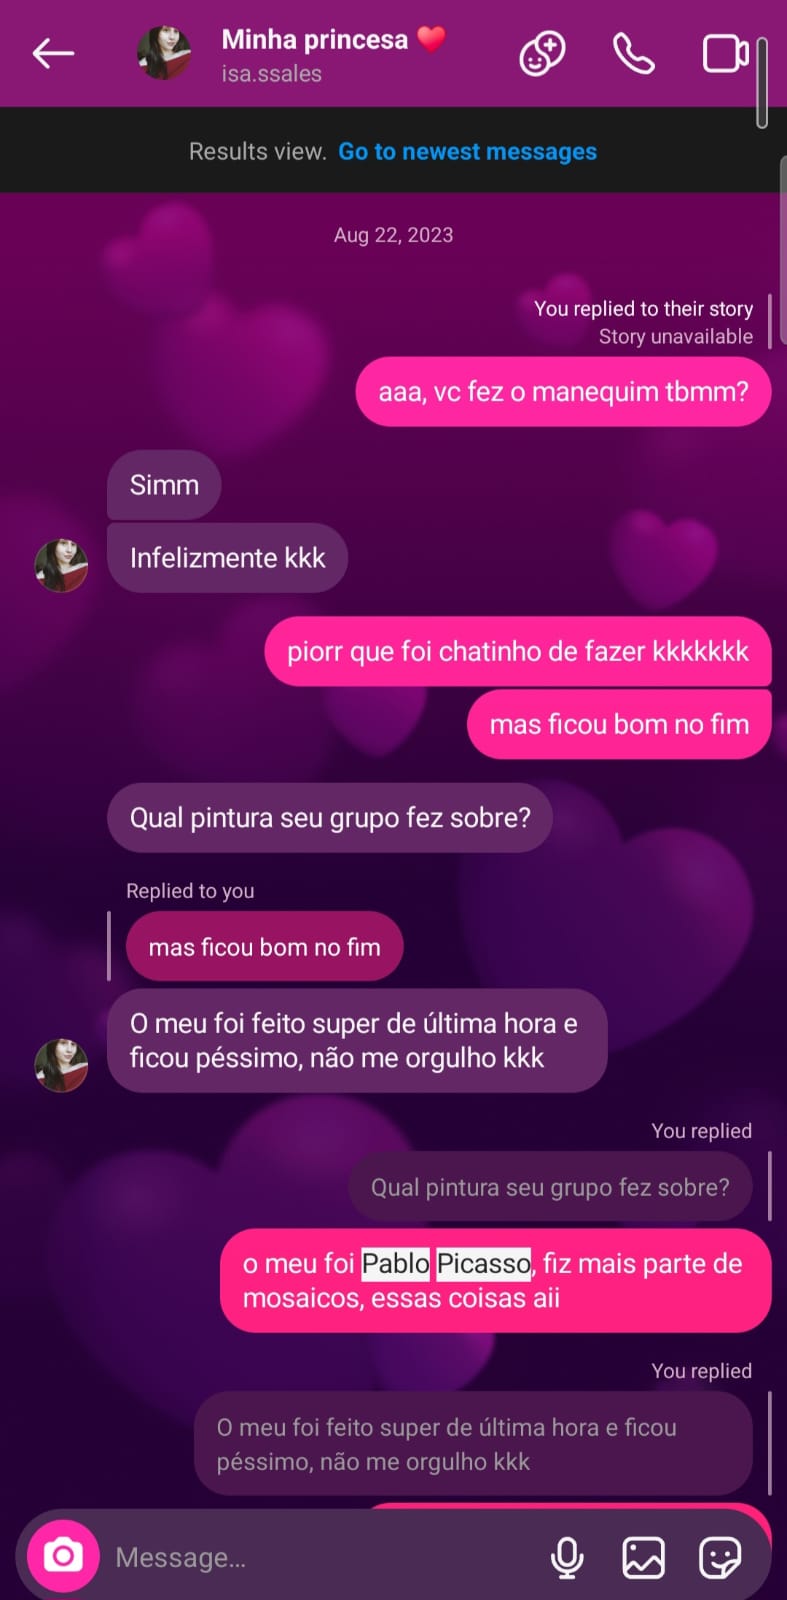 Minha princesa ❤️
isa.ssales
Results view. Go to newest messages
Aug 22, 2023
You replied to their story
Story unavailable
aaa, vc fez o manequim tbmm?
Simm
Infelizmente kkk
piorr que foi chatinho de fazer kkkkkkk
mas ficou bom no fim
Qual pintura seu grupo fez sobre?
Replied to you
mas ficou bom no fim
O meu foi feito super de última hora e
ficou péssimo, não me orgulho kkk
You replied
Qual pintura seu grupo fez sobre?
o meu foi Pablo Picasso, fiz mais parte de
mosaicos, essas coisas aii
You replied
O meu foi feito super de última hora e ficou
péssimo, não me orgulho kkk
Message...